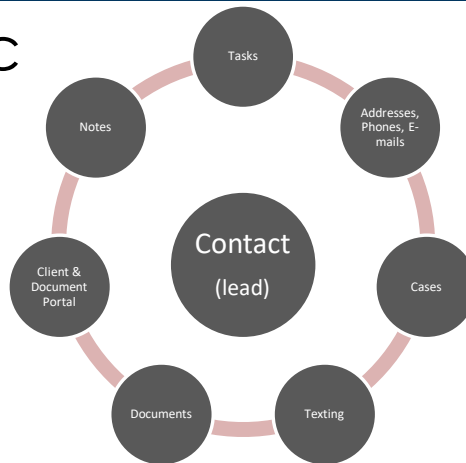 C
Tasks
Addresses,
Phones, E-
mails
Notes
Contact
(lead)
Client &
Document
Portal
Cases
Documents
Texting